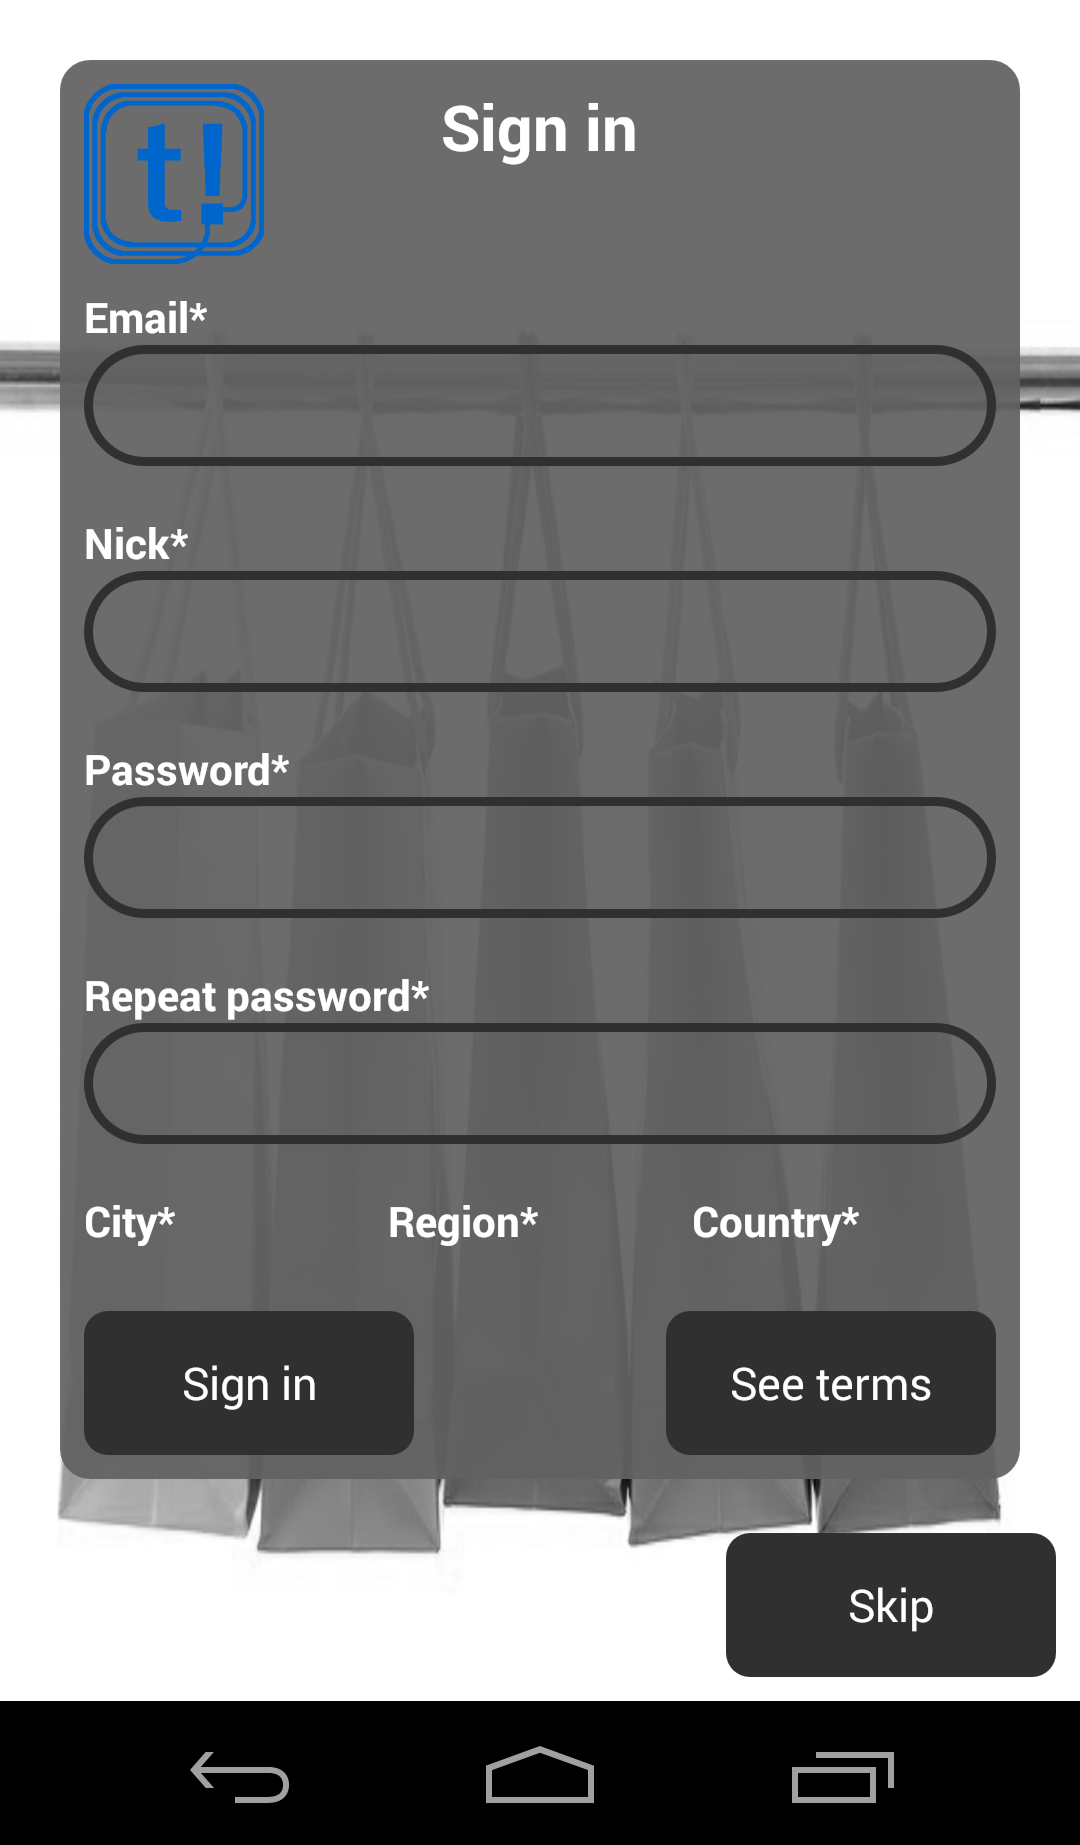 t!
Sign in
Email*
Nick*
Password*
Repeat password*
City* Region* Country*
Sign in See terms
Skip